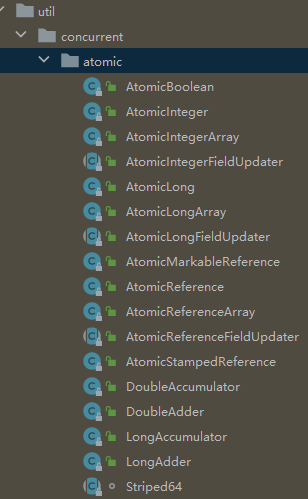 util
concurrent
atomic
AtomicBoolean
AtomicInteger
AtomicIntegerArray
AtomicIntegerFieldUpdater
AtomicLong
AtomicLongArray
AtomicLongFieldUpdater
AtomicMarkableReference
AtomicReference
AtomicReferenceArray
AtomicReferenceFieldUpdater
AtomicStampedReference
DoubleAccumulator
DoubleAdder
LongAccumulator
LongAdder
Striped64